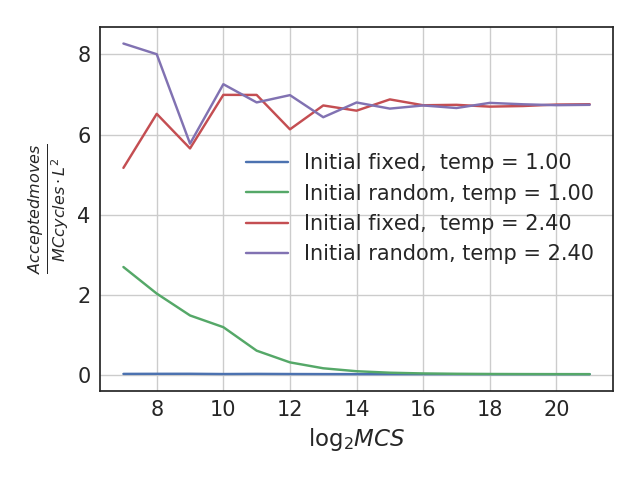 8
6
4
2
0
Acceptedmoves
MCcycles · L²
Initial fixed,  temp = 1.00
Initial random, temp = 1.00
Initial fixed,  temp = 2.40
Initial random, temp = 2.40
8 10 12 14 16 18 20
log₂MCS